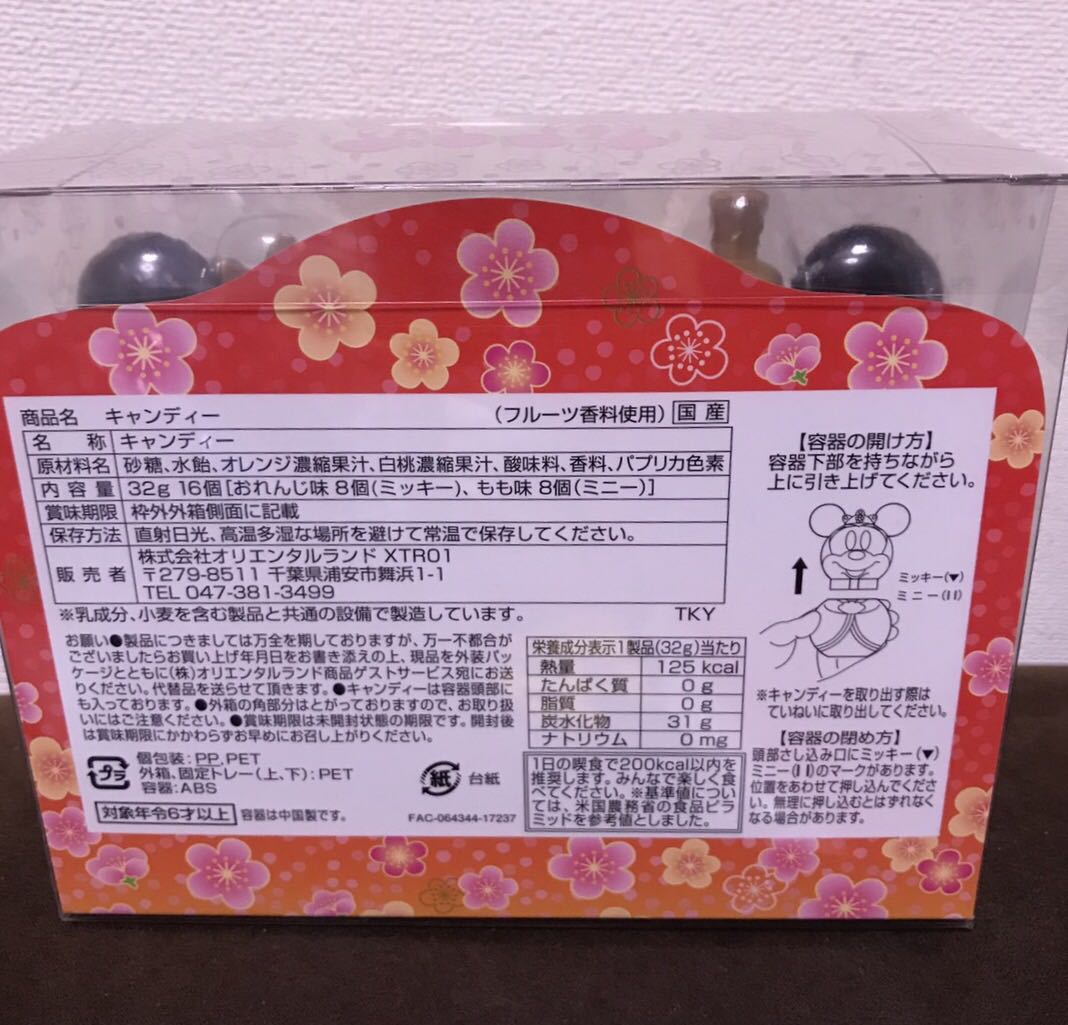 商品名 キャンディー (フルーツ香料使用) 国産
名称 キャンディー
原材料名 砂糖、水飴、オレンジ濃縮果汁、白桃濃縮果汁、酸味料、香料、パプリカ色素
内容量 32g 16個[おれんじ味 8個(ミッキー)、もも味 8個(ミニー)]
賞味期限 枠外外箱側面に記載
保存方法 直射日光、高温多湿な場所を避けて常温で保存してください。
販売者 株式会社オリエンタルランド XTR01
〒279-8511 千葉県浦安市舞浜1-1
TEL 047-381-3499
※乳成分、小麦を含む製品と共通の設備で製造しています。 TKY
お願い●製品につきましては万全を期しておりますが、万一不都合が
ございましたらお買い上げ年月日をお書き添えの上、現品を外装パッ
ケージとともに(株)オリエンタルランド商品ゲストサービス宛にお送
りください。代替品を送らせて頂きます。●キャンディーは容器頭部に
も入っております。●外箱の角部分はとがっておりますので、お取り扱
いにはご注意ください。●賞味期限は未開封状態の期限です。開封後
は賞味期限にかかわらずお早めにお召し上がりください。
プラ
個包装:PP,PET
外箱、固定トレー(上、下):PET
容器:ABS
紙 台紙
対象年令6才以上 容器は中国製です。 FAC-064344-17237
栄養成分表示1製品(32g)当たり
熱量 125 kcal
たんぱく質 0 g
脂質 0 g
炭水化物 31 g
ナトリウム 0 mg
1日の喫食で200kcal以内を
推奨します。みんなで楽しく食
べてください。※基準値につい
ては、米国農務省の食品ピラ
ミッドを参考値としました。
【容器の開け方】
容器下部を持ちながら
上に引き上げてください。
ミッキー(▼)
ミニー(II)
※キャンディーを取り出す際は
ていねいに取り出してください。
【容器の閉め方】
頭部さし込み口にミッキー(▼)
ミニー(II)のマークがあります。
位置をあわせて押し込んでくださ
い。無理に押し込むとはずれなく
なる場合があります。